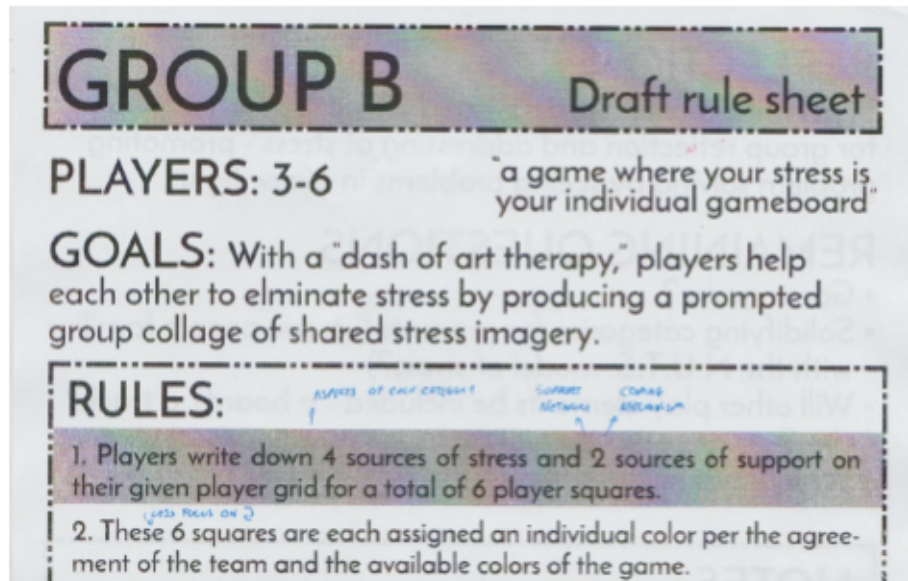 GROUP B
Draft rule sheet
PLAYERS: 3-6
"a game where your stress is
your individual gameboard"
GOALS: With a "dash of art therapy," players help
each other to elminate stress by producing a prompted
group collage of shared stress imagery.
RULES:
ASPECTS OF EACH CATEGORY
SUPPORT
NETWORK
COPING
MECHANISM
1. Players write down 4 sources of stress and 2 sources of support on
their given player grid for a total of 6 player squares.
LESS FOCUS ON
2. These 6 squares are each assigned an individual color per the agree-
ment of the team and the available colors of the game.